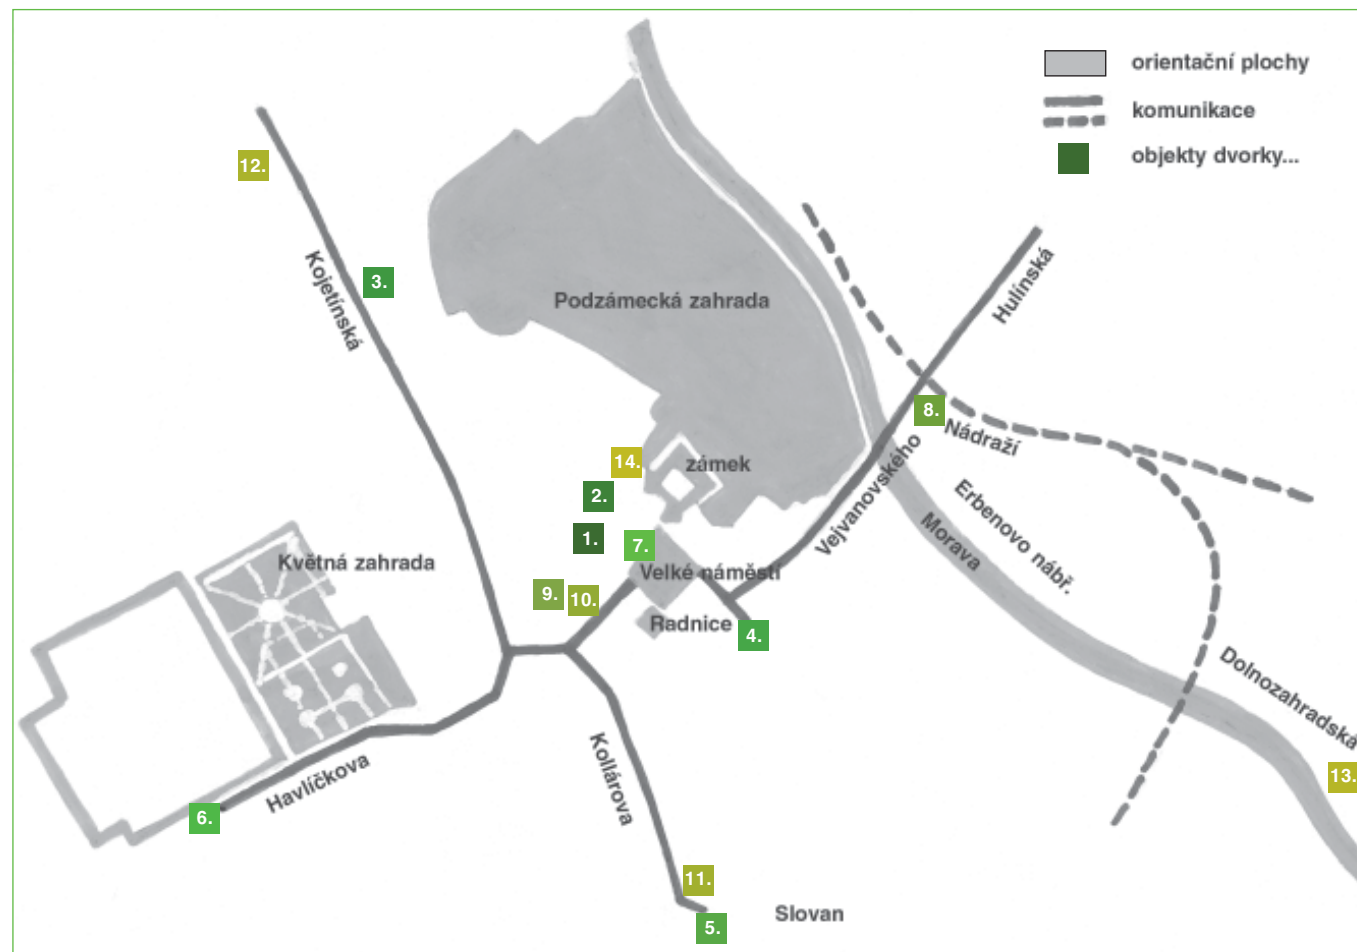 orientační plochy
komunikace
objekty dvorky...
12.
Kojetínská
3.
Podzámecká zahrada
Hulínská
8.
Nádraží
14.
zámek
2.
Vejvanovského
Erbenovo nábř.
1.
7.
Morava
Květná zahrada
Velké náměstí
9.
10.
Radnice
4.
Dolnozahradská
13.
Havlíčkova
6.
Kollárova
11.
5.
Slovan